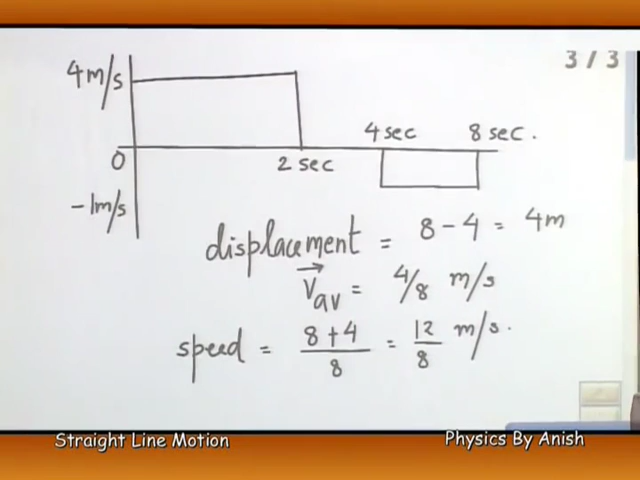 3 / 3
4m/s
4 sec 8 sec.
0 2 sec
-1m/s
displacement = 8 - 4 = 4m
V⃗av = 4/8 m/s
speed = (8+4)/8 = 12/8 m/s.
Straight Line Motion Physics By Anish